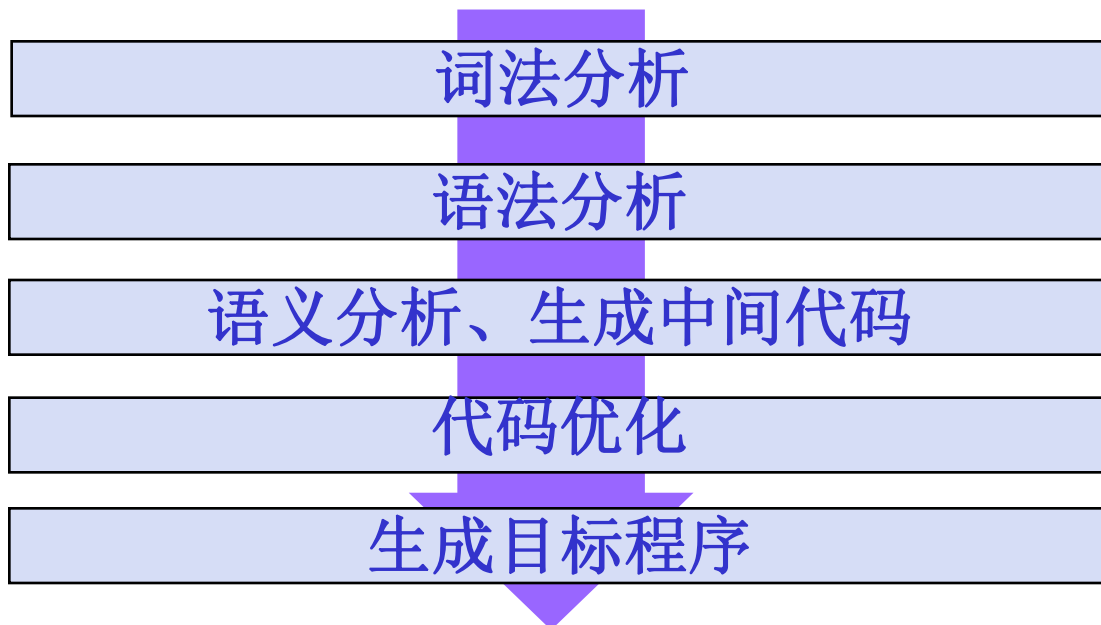 词法分析
语法分析
语义分析、生成中间代码
代码优化
生成目标程序